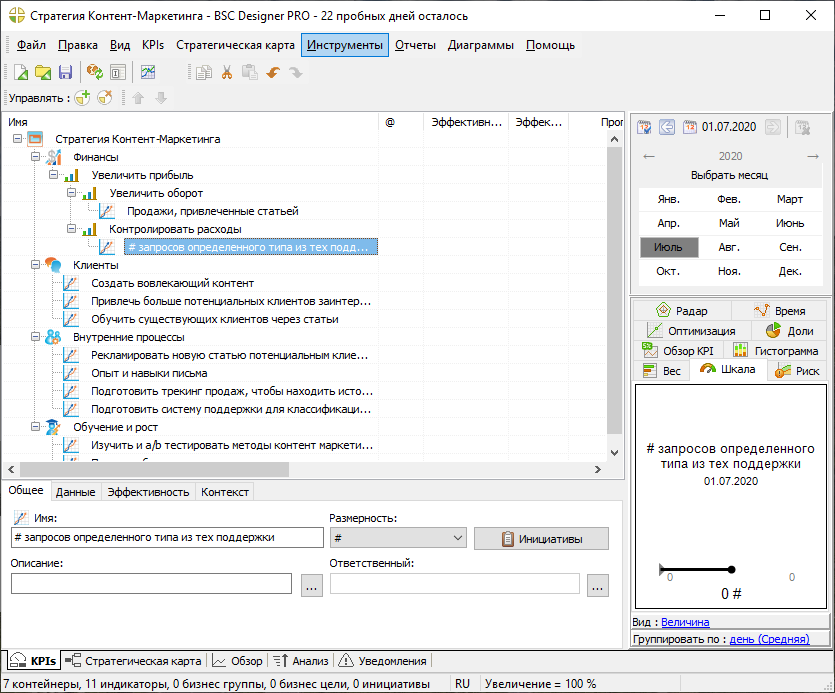 Стратегия Контент-Маркетинга - BSC Designer PRO - 22 пробных дней осталось
Файл Правка Вид KPIs Стратегическая карта Инструменты Отчеты Диаграммы Помощь
Управлять :
Имя @ Эффективн... Эффек... Прог
Стратегия Контент-Маркетинга
Финансы
Увеличить прибыль
Увеличить оборот
Продажи, привлеченные статьей
Контролировать расходы
# запросов определенного типа из тех подд...
Клиенты
Создать вовлекающий контент
Привлечь больше потенциальных клиентов заинтер...
Обучить существующих клиентов через статьи
Внутренние процессы
Рекламировать новую статью потенциальным клие...
Опыт и навыки письма
Подготовить трекинг продаж, чтобы находить исто...
Подготовить систему поддержки для классификаци...
Обучение и рост
Изучить и a/b тестировать методы контент маркети...
Общее Данные Эффективность Контекст
Имя:
# запросов определенного типа из тех поддержки
Размерность:
#
Инициативы
Описание:
...
Ответственный:
...
01.07.2020
2020
Выбрать месяц
Янв. Фев. Март
Апр. Май Июнь
Июль Авг. Сен.
Окт. Ноя. Дек.
Радар Время
Оптимизация Доли
Обзор KPI Гистограмма
Вес Шкала Риск
# запросов определенного
типа из тех поддержки
01.07.2020
0 0
0 #
Вид : Величина
Группировать по : день (Средняя)
KPIs Стратегическая карта Обзор Анализ Уведомления
7 контейнеры, 11 индикаторы, 0 бизнес группы, 0 бизнес цели, 0 инициативы RU Увеличение = 100 %